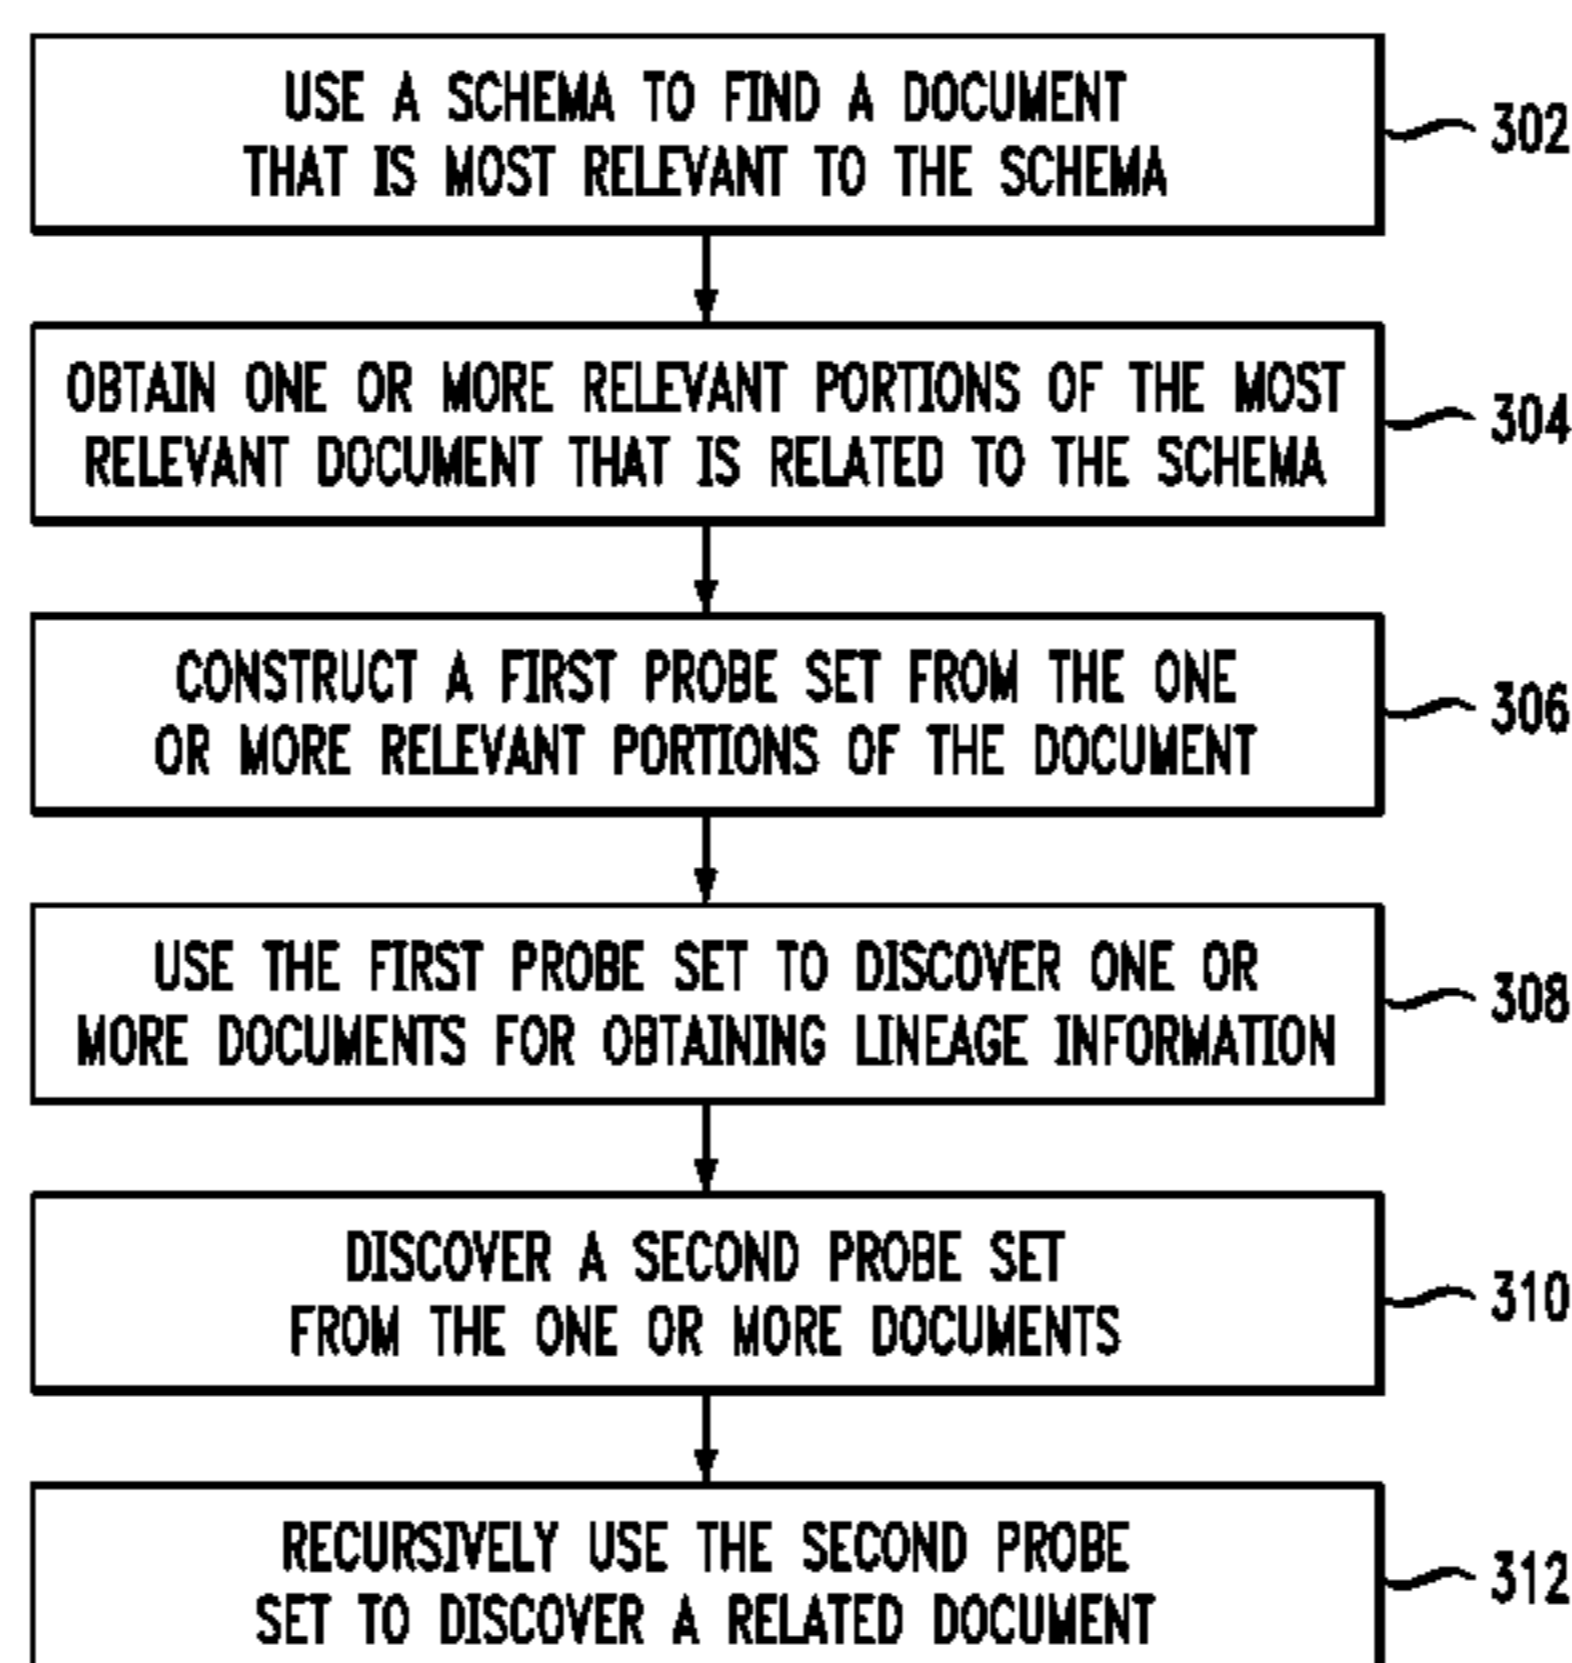 USE A SCHEMA TO FIND A DOCUMENT
THAT IS MOST RELEVANT TO THE SCHEMA
302
OBTAIN ONE OR MORE RELEVANT PORTIONS OF THE MOST
RELEVANT DOCUMENT THAT IS RELATED TO THE SCHEMA
304
CONSTRUCT A FIRST PROBE SET FROM THE ONE
OR MORE RELEVANT PORTIONS OF THE DOCUMENT
306
USE THE FIRST PROBE SET TO DISCOVER ONE OR
MORE DOCUMENTS FOR OBTAINING LINEAGE INFORMATION
308
DISCOVER A SECOND PROBE SET
FROM THE ONE OR MORE DOCUMENTS
310
RECURSIVELY USE THE SECOND PROBE
SET TO DISCOVER A RELATED DOCUMENT
312